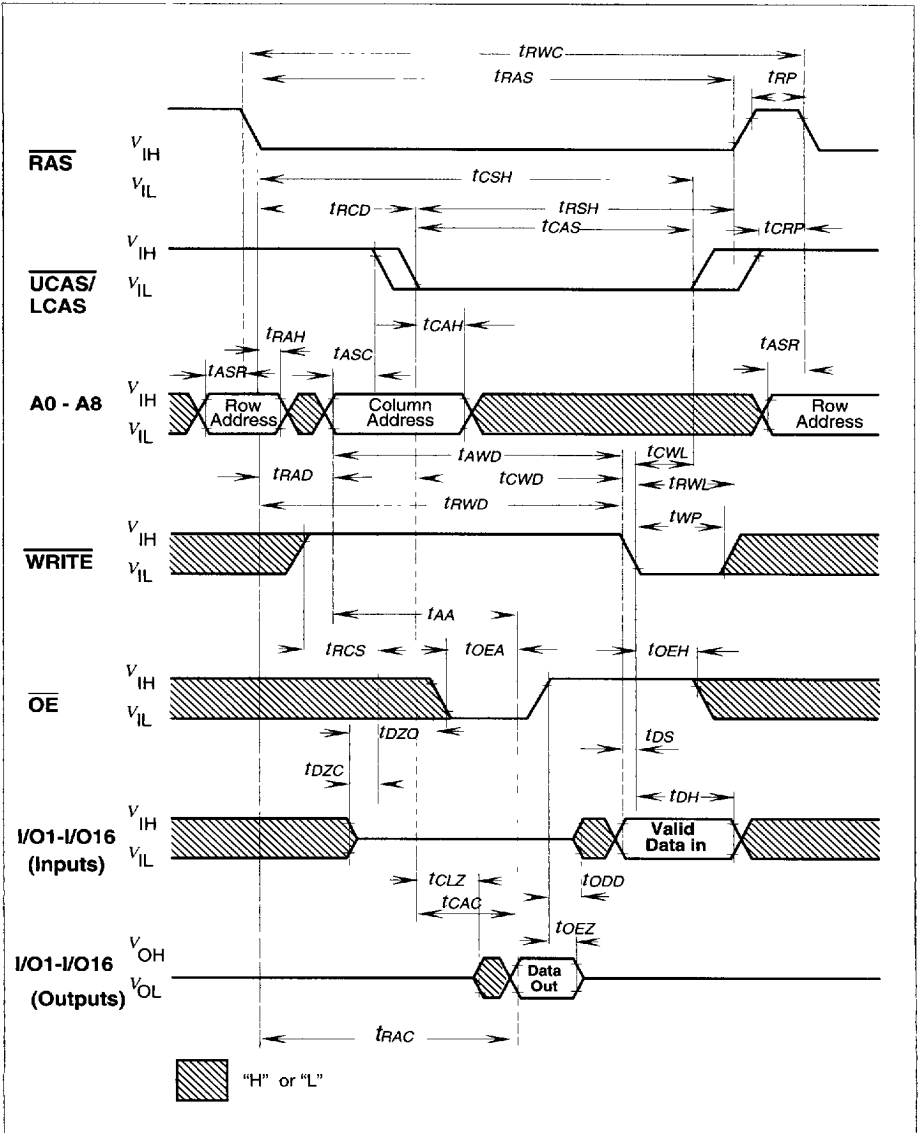 tRWC
tRAS
tRP
RAS
VIH
VIL
tCSH
tRCD
tRSH
tCAS
tCRP
UCAS/
LCAS
VIH
VIL
tRAH
tCAH
tASR
tASC
tASR
A0 - A8
VIH
VIL
Row
Address
Column
Address
Row
Address
tAWD
tCWL
tRAD
tCWD
tRWL
tRWD
tWP
WRITE
VIH
VIL
tAA
tRCS
tOEA
tOEH
OE
VIH
VIL
tDZO
tDS
tDZC
tDH
I/O1-I/O16
(Inputs)
VIH
VIL
Valid
Data in
tCLZ
tODD
tCAC
tOEZ
I/O1-I/O16
(Outputs)
VOH
VOL
Data
Out
tRAC
"H" or "L"